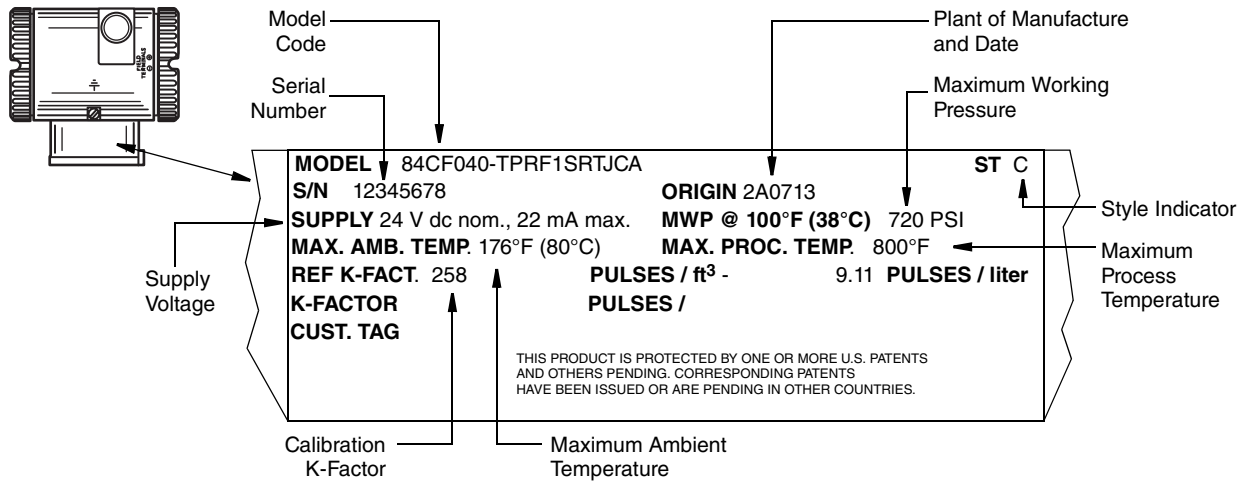 Model
Code
Serial
Number
Plant of Manufacture
and Date
Maximum Working
Pressure
FIELD
TERMINALS
MODEL 84CF040-TPRF1SRTJCA ST C
S/N 12345678 ORIGIN 2A0713
SUPPLY 24 V dc nom., 22 mA max. MWP @ 100°F (38°C) 720 PSI
MAX. AMB. TEMP. 176°F (80°C) MAX. PROC. TEMP. 800°F
REF K-FACT. 258 PULSES / ft³ - 9.11 PULSES / liter
K-FACTOR PULSES /
CUST. TAG
THIS PRODUCT IS PROTECTED BY ONE OR MORE U.S. PATENTS
AND OTHERS PENDING. CORRESPONDING PATENTS
HAVE BEEN ISSUED OR ARE PENDING IN OTHER COUNTRIES.
Supply
Voltage
Style Indicator
Maximum
Process
Temperature
Calibration
K-Factor
Maximum Ambient
Temperature